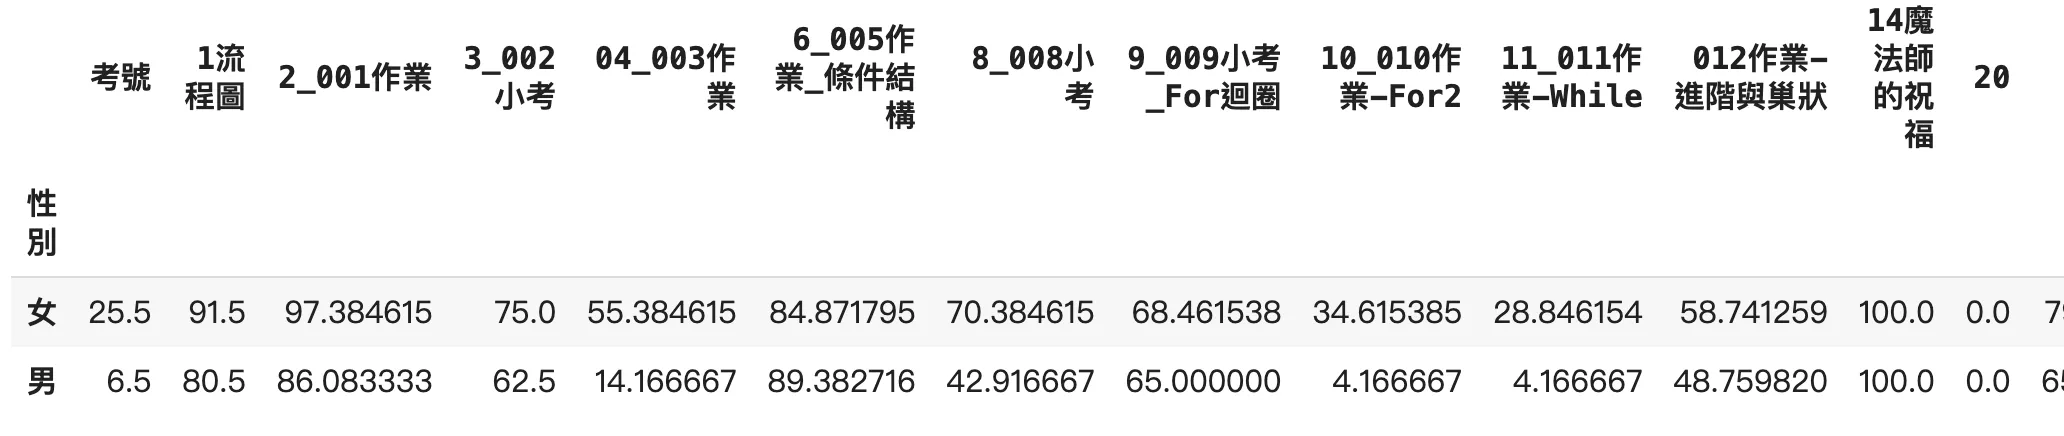 考號 1流程圖 2_001作業 3_002小考 04_003作業 6_005作業_條件結構 8_008小考 9_009小考_For迴圈 10_010作業-For2 11_011作業-While 012作業-進階與巢狀 14魔法師的祝福 20
性別
女 25.5 91.5 97.384615 75.0 55.384615 84.871795 70.384615 68.461538 34.615385 28.846154 58.741259 100.0 0.0
男 6.5 80.5 86.083333 62.5 14.166667 89.382716 42.916667 65.000000 4.166667 4.166667 48.759820 100.0 0.0